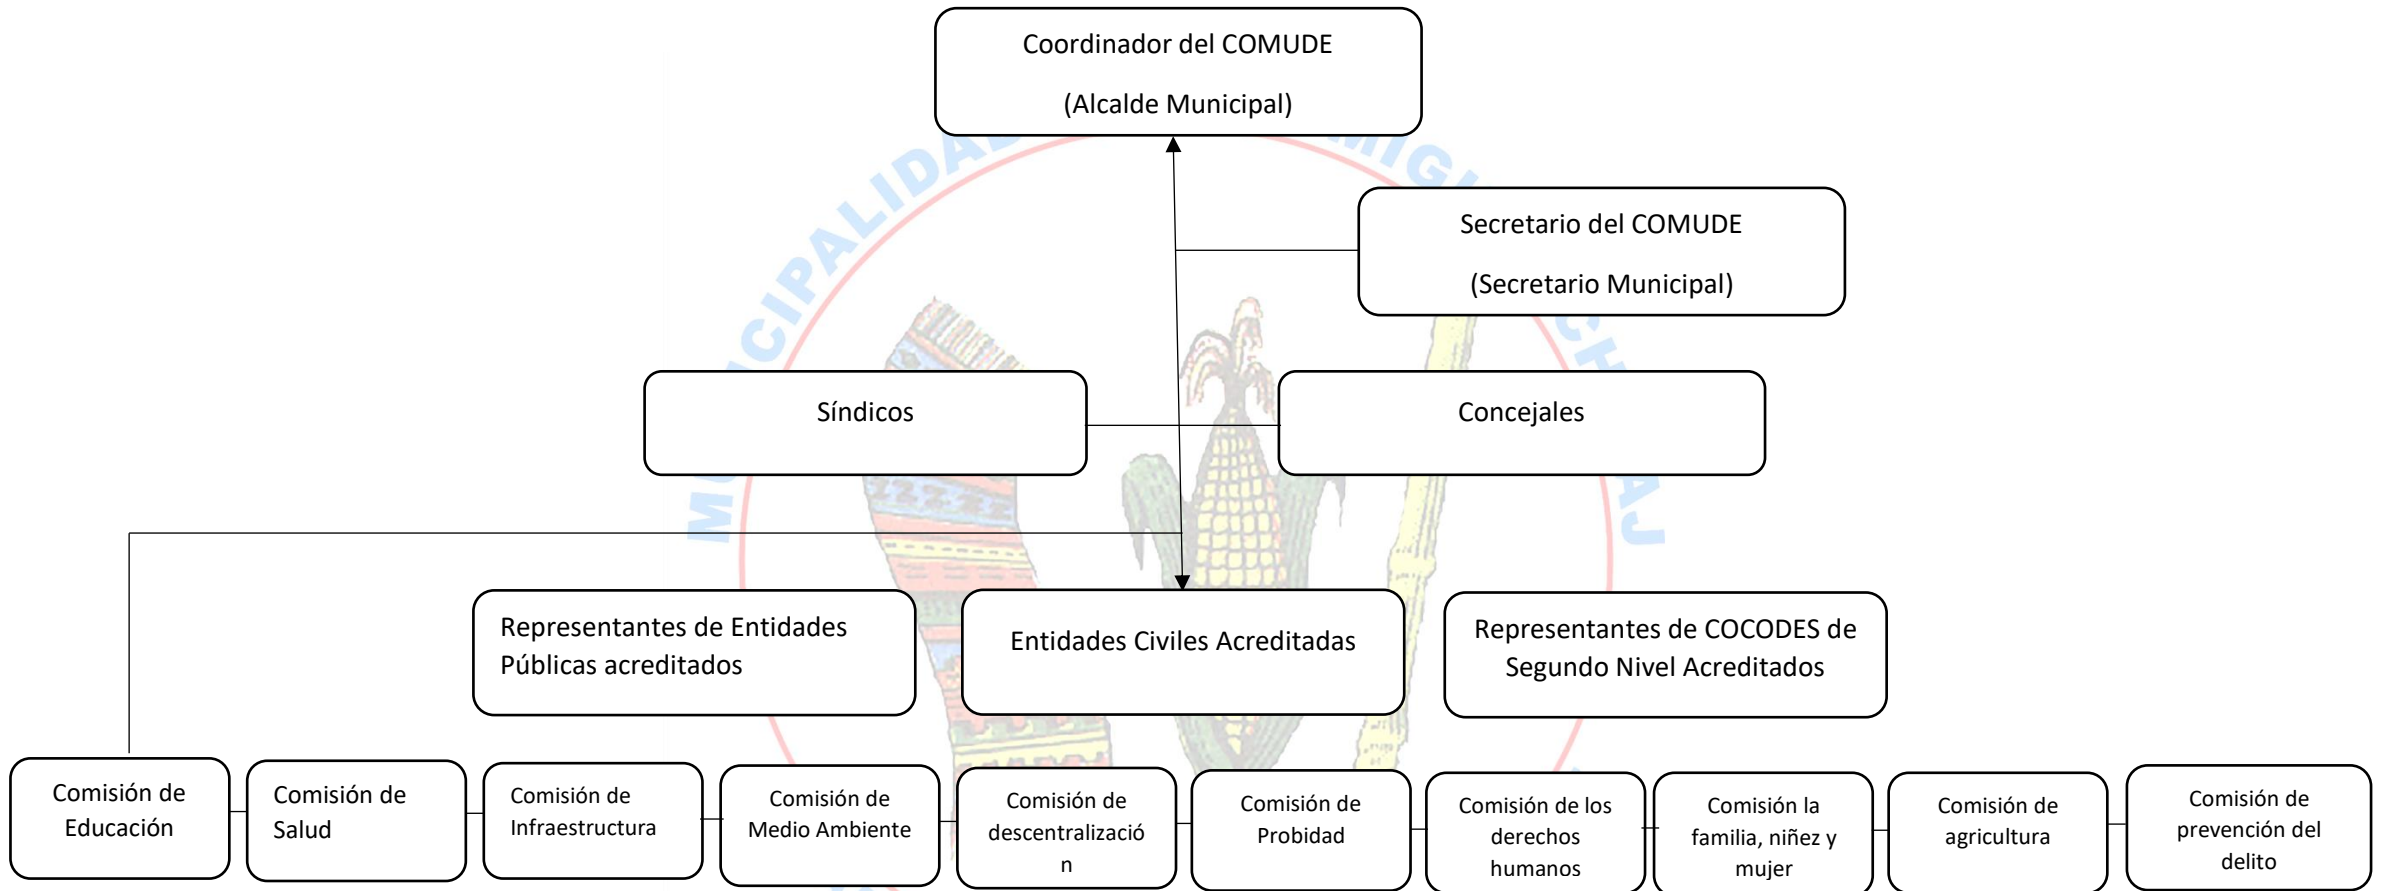 Coordinador del COMUDE
(Alcalde Municipal)
Secretario del COMUDE
(Secretario Municipal)
Síndicos
Concejales
Representantes de Entidades
Públicas acreditados
Entidades Civiles Acreditadas
Representantes de COCODES de
Segundo Nivel Acreditados
Comisión de
Educación
Comisión de
Salud
Comisión de
Infraestructura
Comisión de
Medio Ambiente
Comisión de
descentralizació
n
Comisión de
Probidad
Comisión de los
derechos
humanos
Comisión la
familia, niñez y
mujer
Comisión de
agricultura
Comisión de
prevención del
delito